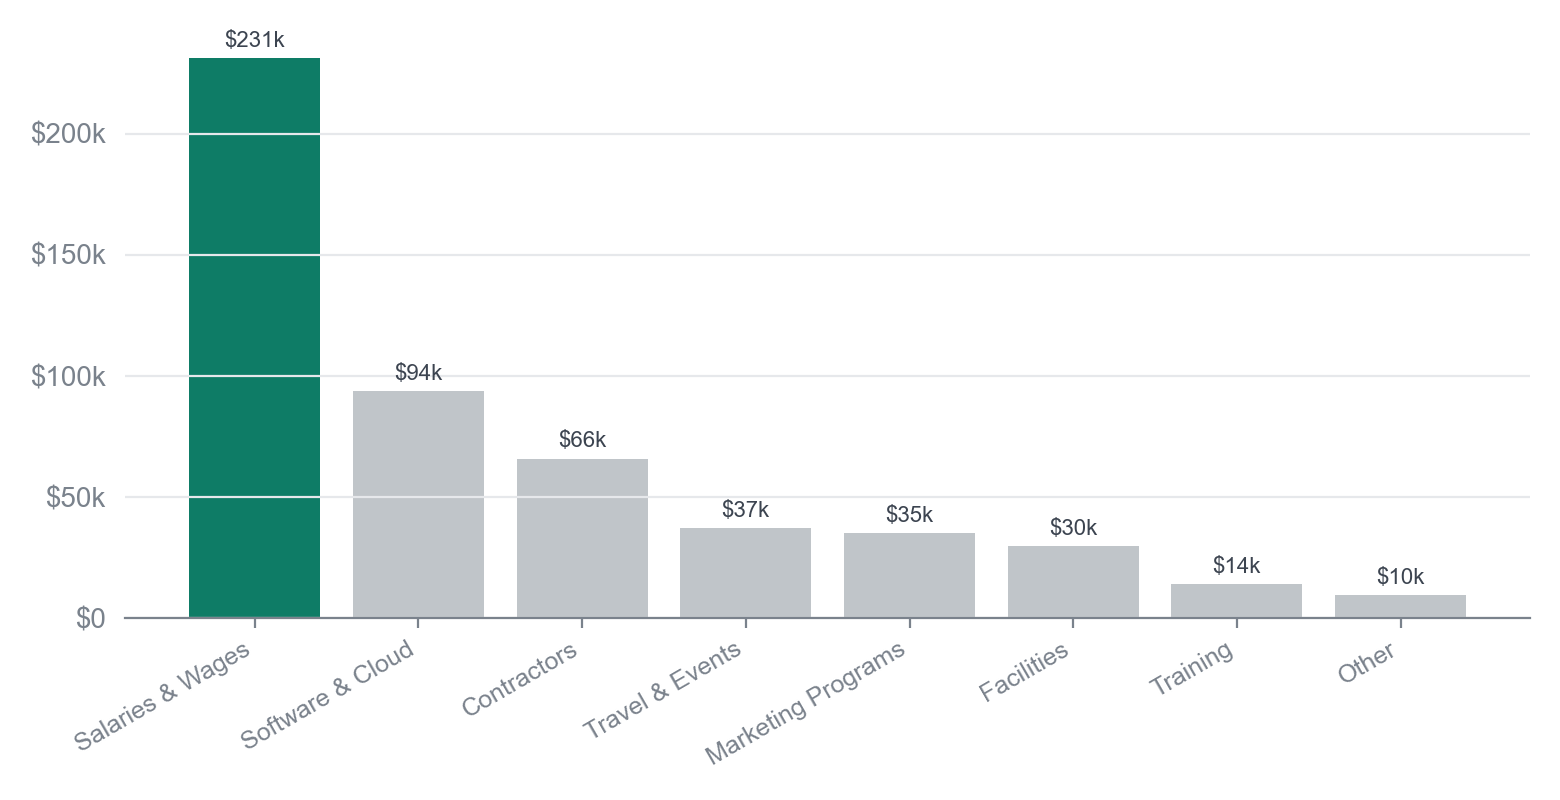 $231k
$200k
$150k
$100k
$94k
$66k
$50k
$37k
$35k
$30k
$14k
$10k
$0
Salaries & Wages
Software & Cloud
Contractors
Travel & Events
Marketing Programs
Facilities
Training
Other